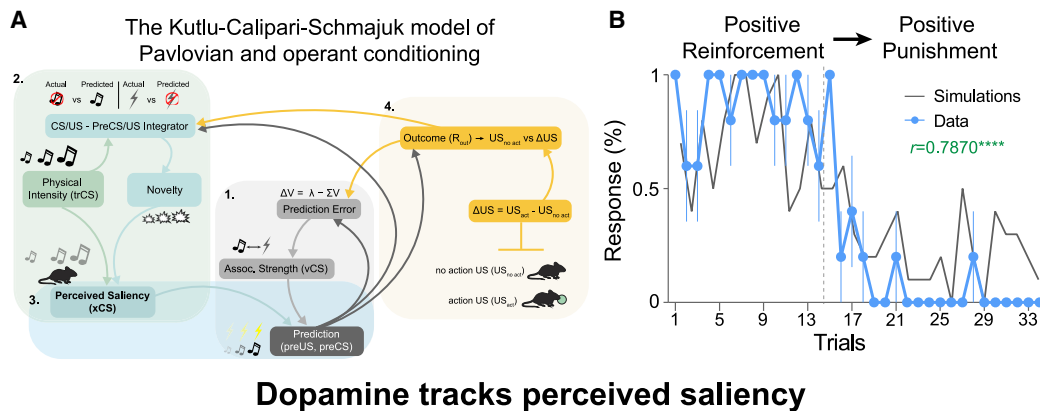 A
The Kutlu-Calipari-Schmajuk model of
Pavlovian and operant conditioning
2.
Actual
Predicted
Actual
Predicted
vs
vs
CS/US - PreCS/US Integrator
Physical
Intensity (trCS)
Novelty
3.
Perceived Saliency
(xCS)
1.
ΔV = λ – ΣV
Prediction Error
Assoc. Strength (vCS)
Prediction
(preUS, preCS)
4.
Outcome (Rout) → USno act vs ΔUS
ΔUS = USact - USno act
no action US (USno act)
action US (USact)
B
Positive
Reinforcement
Positive
Punishment
Response (%)
1
0.5
0
Simulations
Data
r=0.7870****
1 5 9 13 17 21 25 29 33
Trials
Dopamine tracks perceived saliency